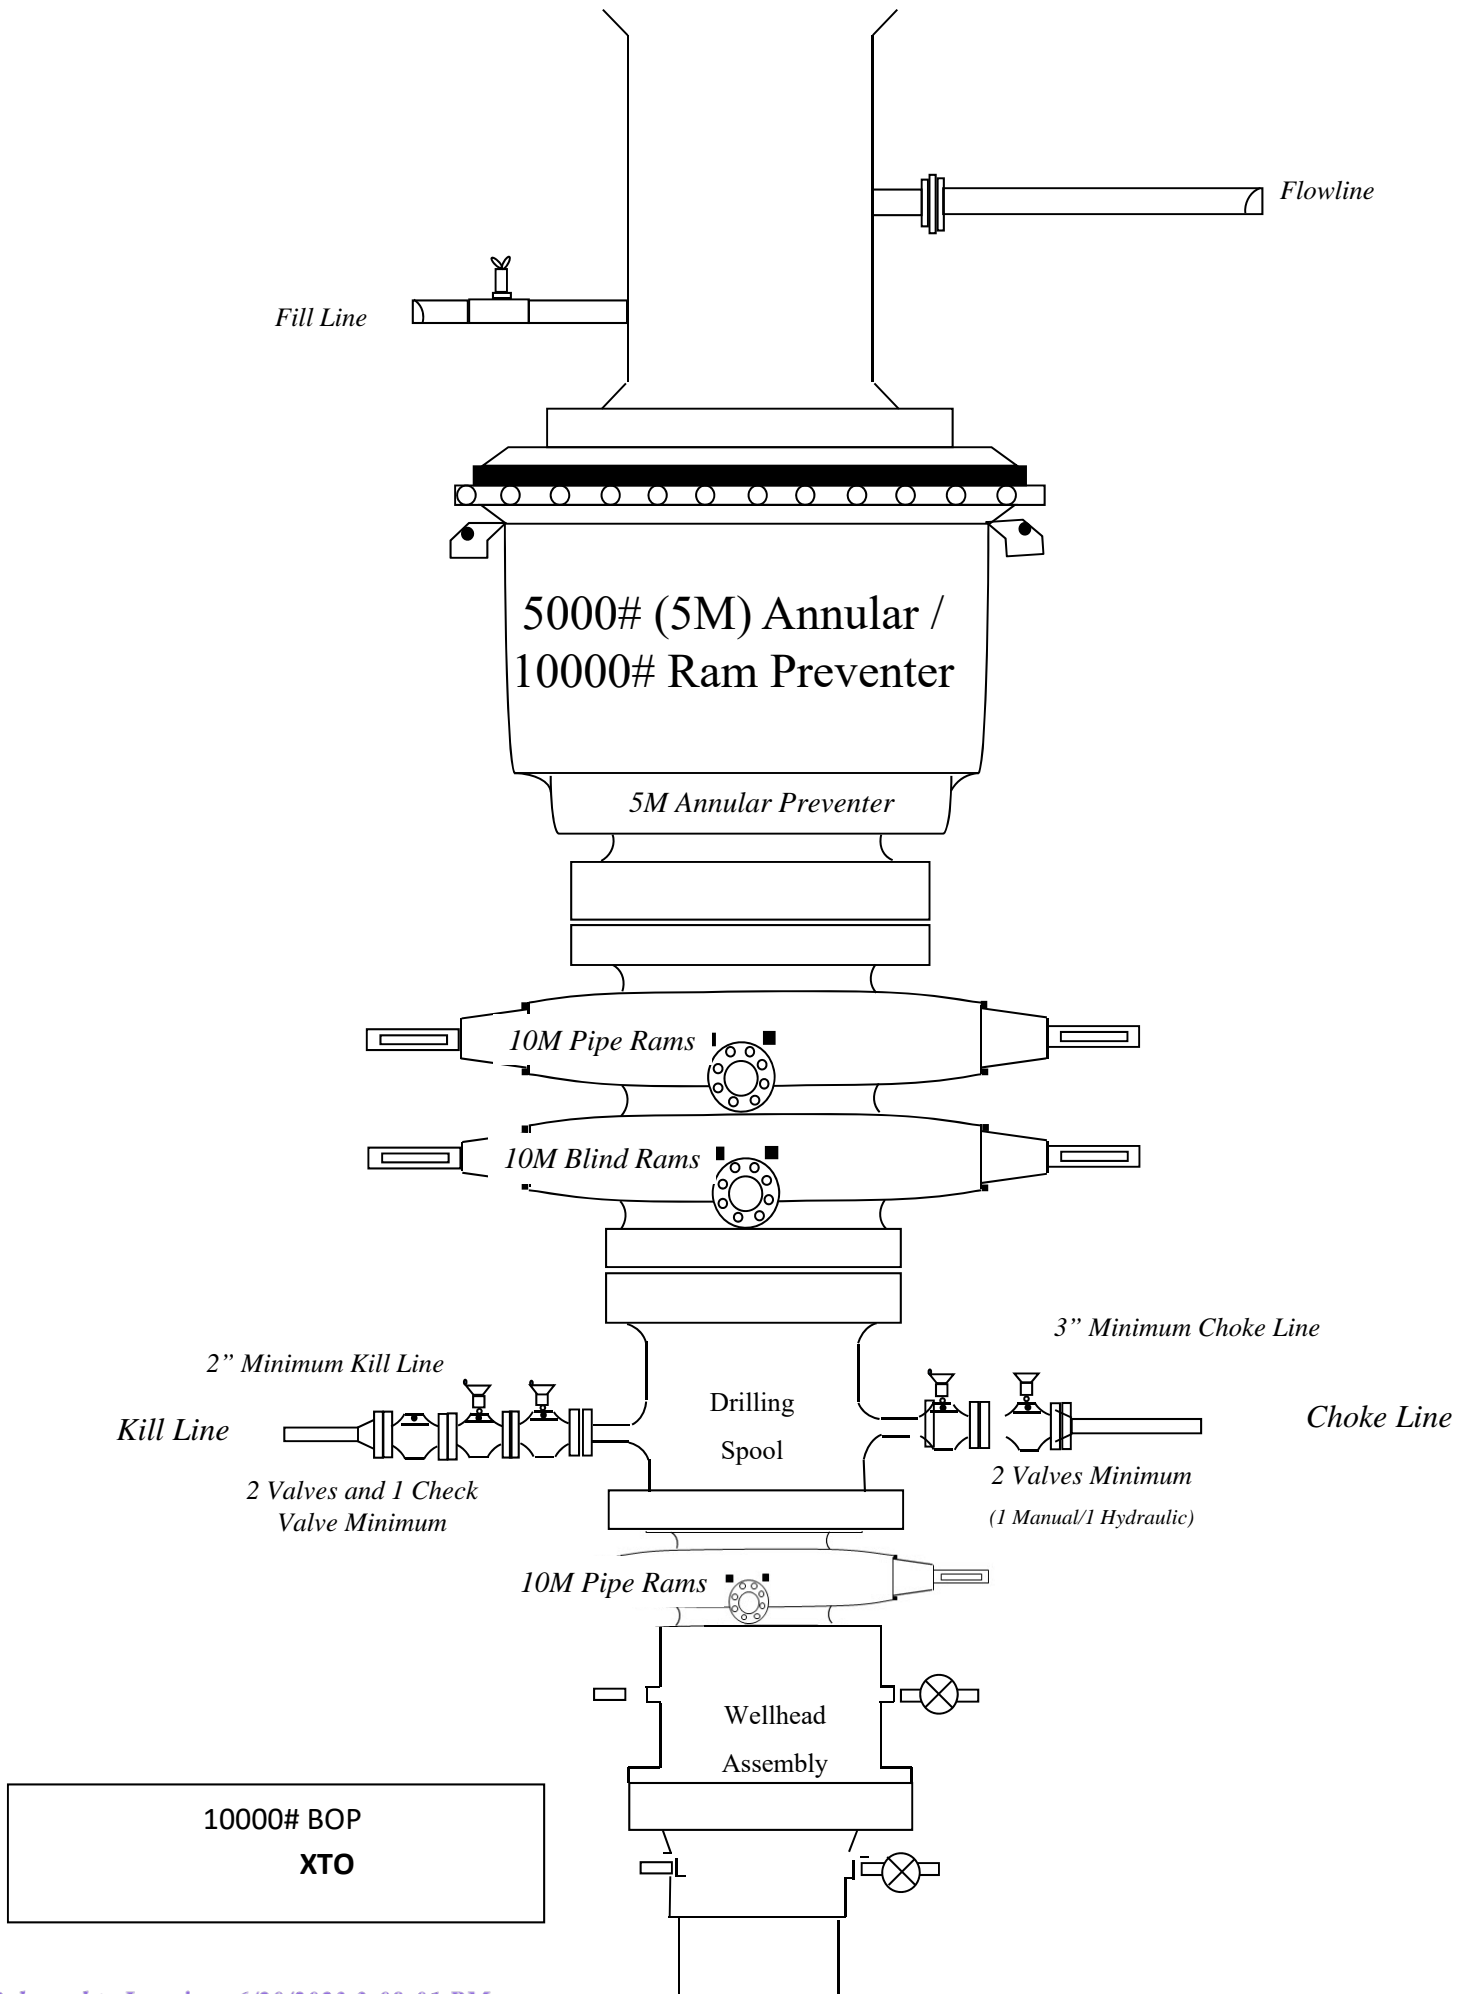 Flowline
Fill Line
5000# (5M) Annular /
10000# Ram Preventer
5M Annular Preventer
10M Pipe Rams
10M Blind Rams
3” Minimum Choke Line
2” Minimum Kill Line
Drilling
Spool
Kill Line
Choke Line
2 Valves and 1 Check
Valve Minimum
2 Valves Minimum
(1 Manual/1 Hydraulic)
10M Pipe Rams
Wellhead
Assembly
10000# BOP
XTO